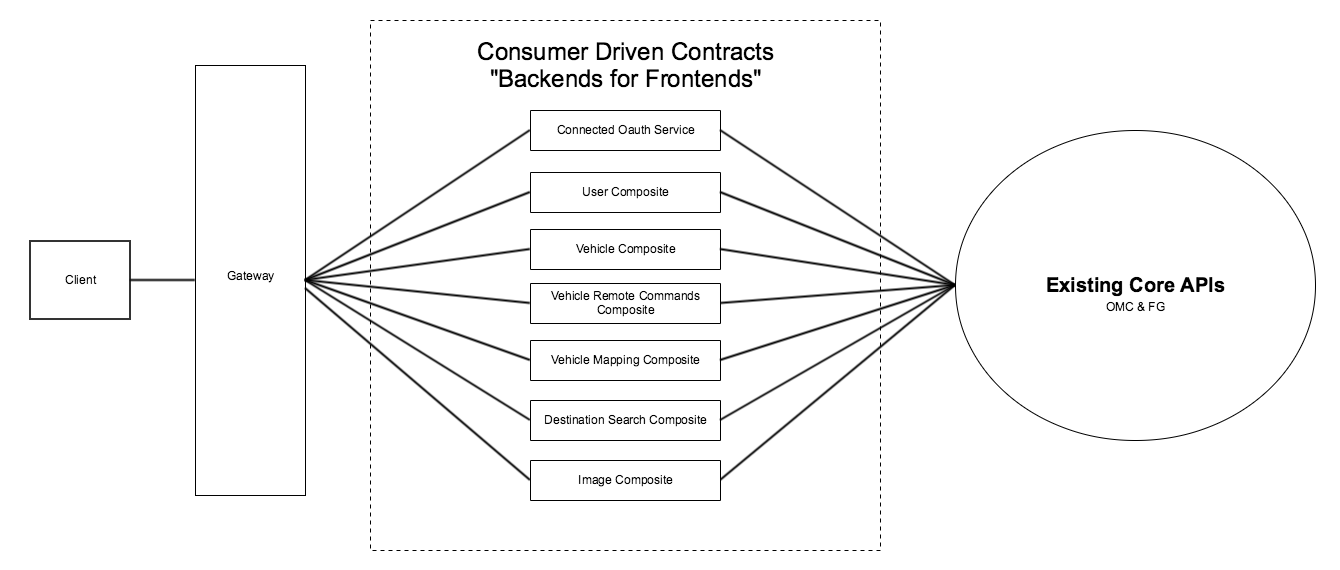 Consumer Driven Contracts
"Backends for Frontends"
Connected Oauth Service
User Composite
Vehicle Composite
Client
Gateway
Vehicle Remote Commands
Composite
Existing Core APIs
OMC & FG
Vehicle Mapping Composite
Destination Search Composite
Image Composite